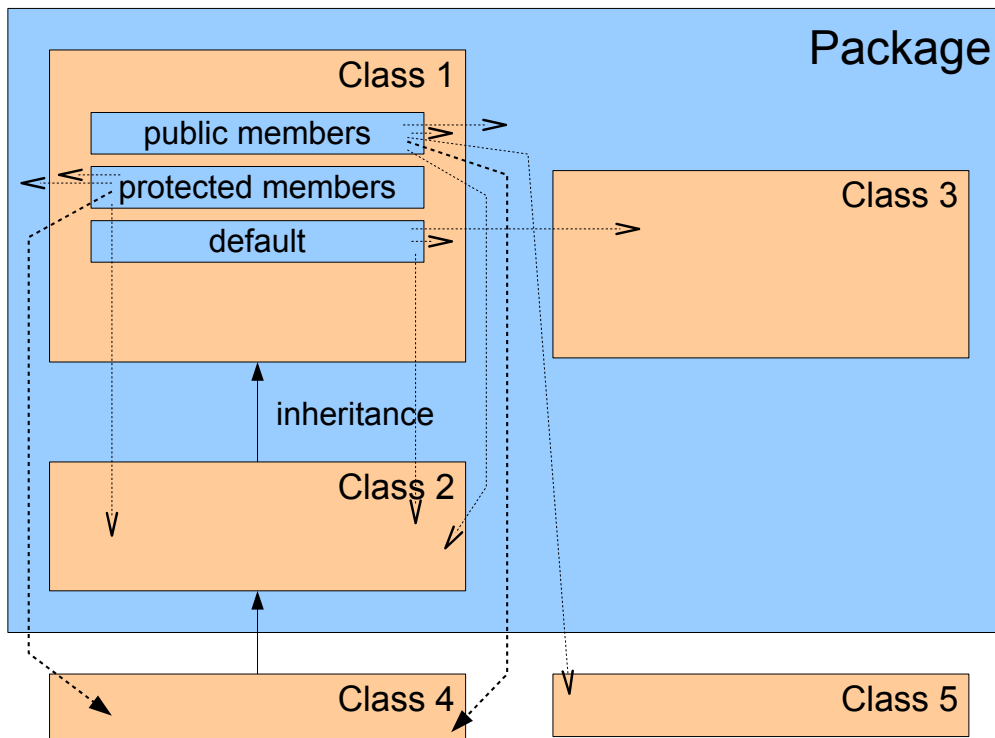 Package
Class 1
public members
protected members
default
Class 3
inheritance
Class 2
Class 4
Class 5